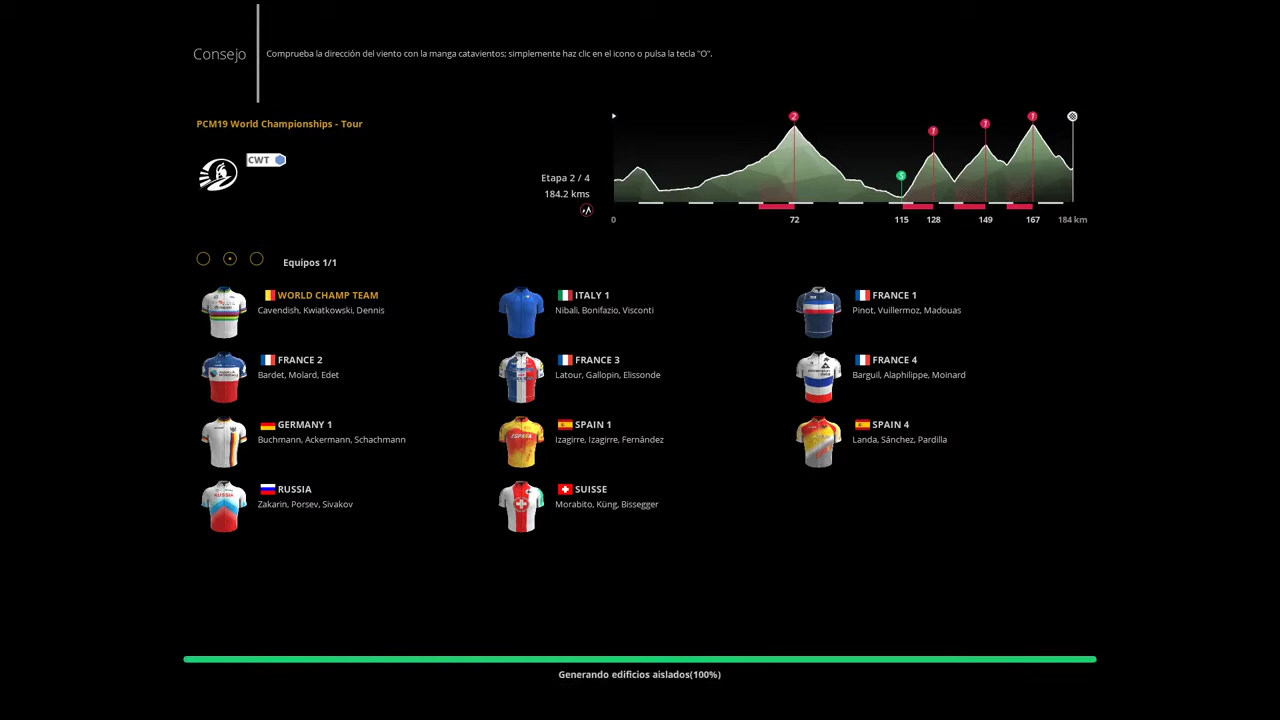 Consejo
Comprueba la dirección del viento con la manga catavientos; simplemente haz clic en el icono o pulsa la tecla "O".
PCM19 World Championships - Tour
CWT
Etapa 2 / 4
184.2 kms
2
1
1
1
S
0
72
115
128
149
167
184 km
Equipos 1/1
WORLD CHAMP TEAM
Cavendish, Kwiatkowski, Dennis
ITALY 1
Nibali, Bonifazio, Visconti
FRANCE 1
Pinot, Vuillermoz, Madouas
FRANCE 2
Bardet, Molard, Edet
FRANCE 3
Latour, Gallopin, Elissonde
FRANCE 4
Barguil, Alaphilippe, Moinard
GERMANY 1
Buchmann, Ackermann, Schachmann
SPAIN 1
Izagirre, Izagirre, Fernández
SPAIN 4
Landa, Sánchez, Pardilla
RUSSIA
Zakarin, Porsev, Sivakov
SUISSE
Morabito, Küng, Bissegger
Generando edificios aislados(100%)